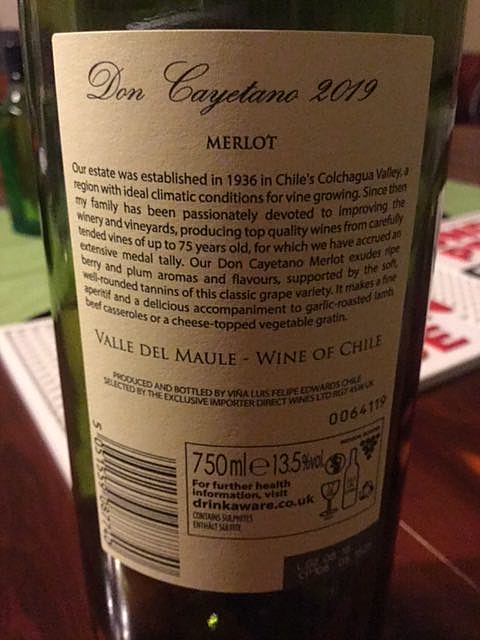 Don Cayetano 2019
MERLOT
Our estate was established in 1936 in Chile's Colchagua Valley, a
region with ideal climatic conditions for vine growing. Since then
my family has been passionately devoted to improving the
winery and vineyards, producing top quality wines from carefully
tended vines of up to 75 years old, for which we have accrued an
extensive medal tally. Our Don Cayetano Merlot exudes ripe
berry and plum aromas and flavours, supported by the soft,
well-rounded tannins of this classic grape variety. It makes a fine
aperitif and a delicious accompaniment to garlic-roasted lamb,
beef casseroles or a cheese-topped vegetable gratin.
VALLE DEL MAULE - WINE OF CHILE
PRODUCED AND BOTTLED BY VIÑA LUIS FELIPE EDWARDS CHILE
SELECTED BY THE EXCLUSIVE IMPORTER DIRECT WINES LTD RG7 4SW UK
0064119
750ml e 13.5%vol
For further health
information, visit
drinkaware.co.uk
CONTAINS SULPHITES
ENTHÄLT SULFITE